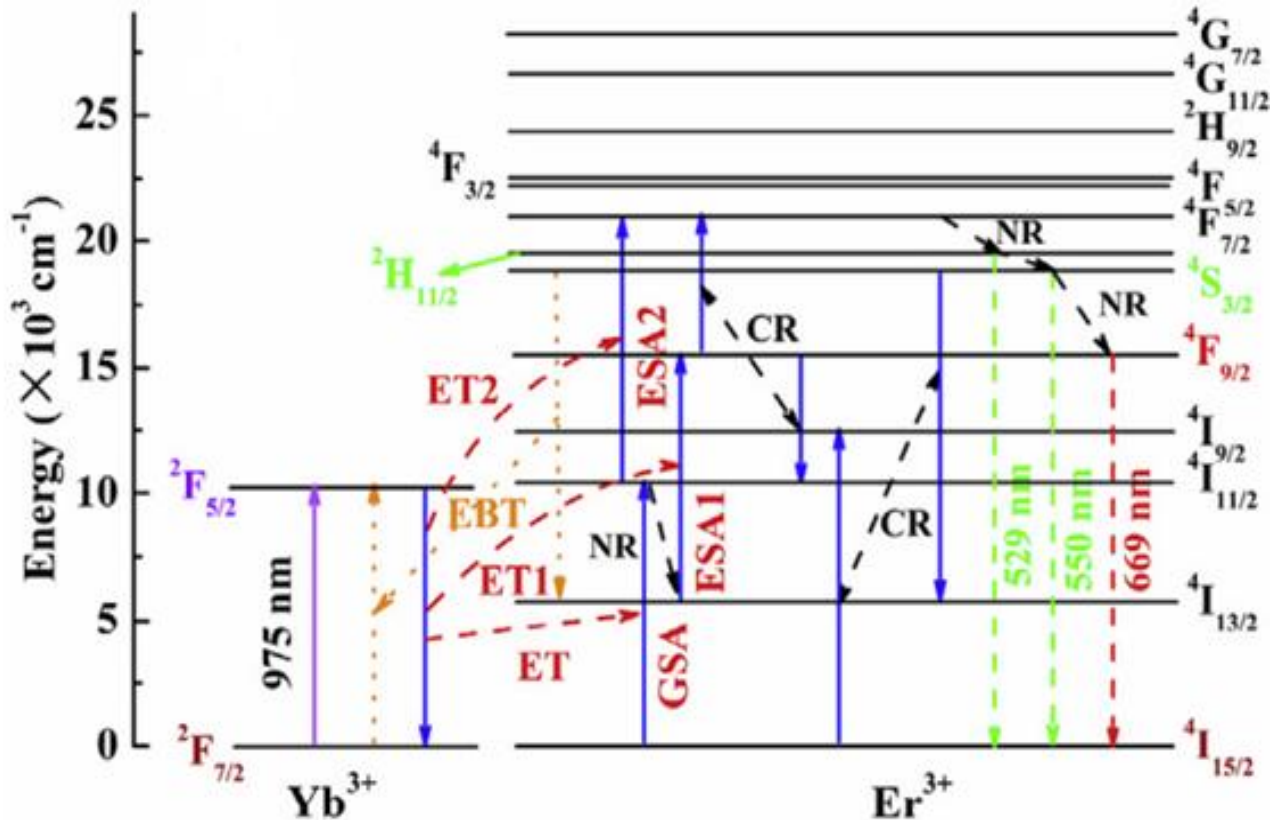 ⁴G₇/₂
⁴G₁₁/₂
²H₉/₂
⁴F₃/₂
⁴F₅/₂
⁴F₇/₂
²H₁₁/₂
⁴S₃/₂
⁴F₉/₂
⁴I₉/₂
⁴I₁₁/₂
⁴I₁₃/₂
⁴I₁₅/₂
²F₅/₂
²F₇/₂
Energy (×10³ cm⁻¹)
25
20
15
10
5
0
975 nm
ET2
EBT
ET1
ET
ESA2
ESA1
GSA
NR
CR
CR
NR
NR
529 nm
550 nm
669 nm
Yb³⁺
Er³⁺